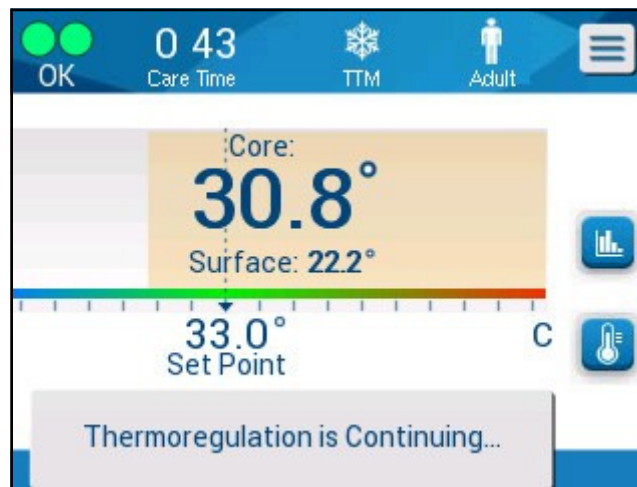 OK
0 43
Care Time
TTM
Adult
Core:
30.8°
Surface: 22.2°
33.0°
C
Set Point
Thermoregulation is Continuing...